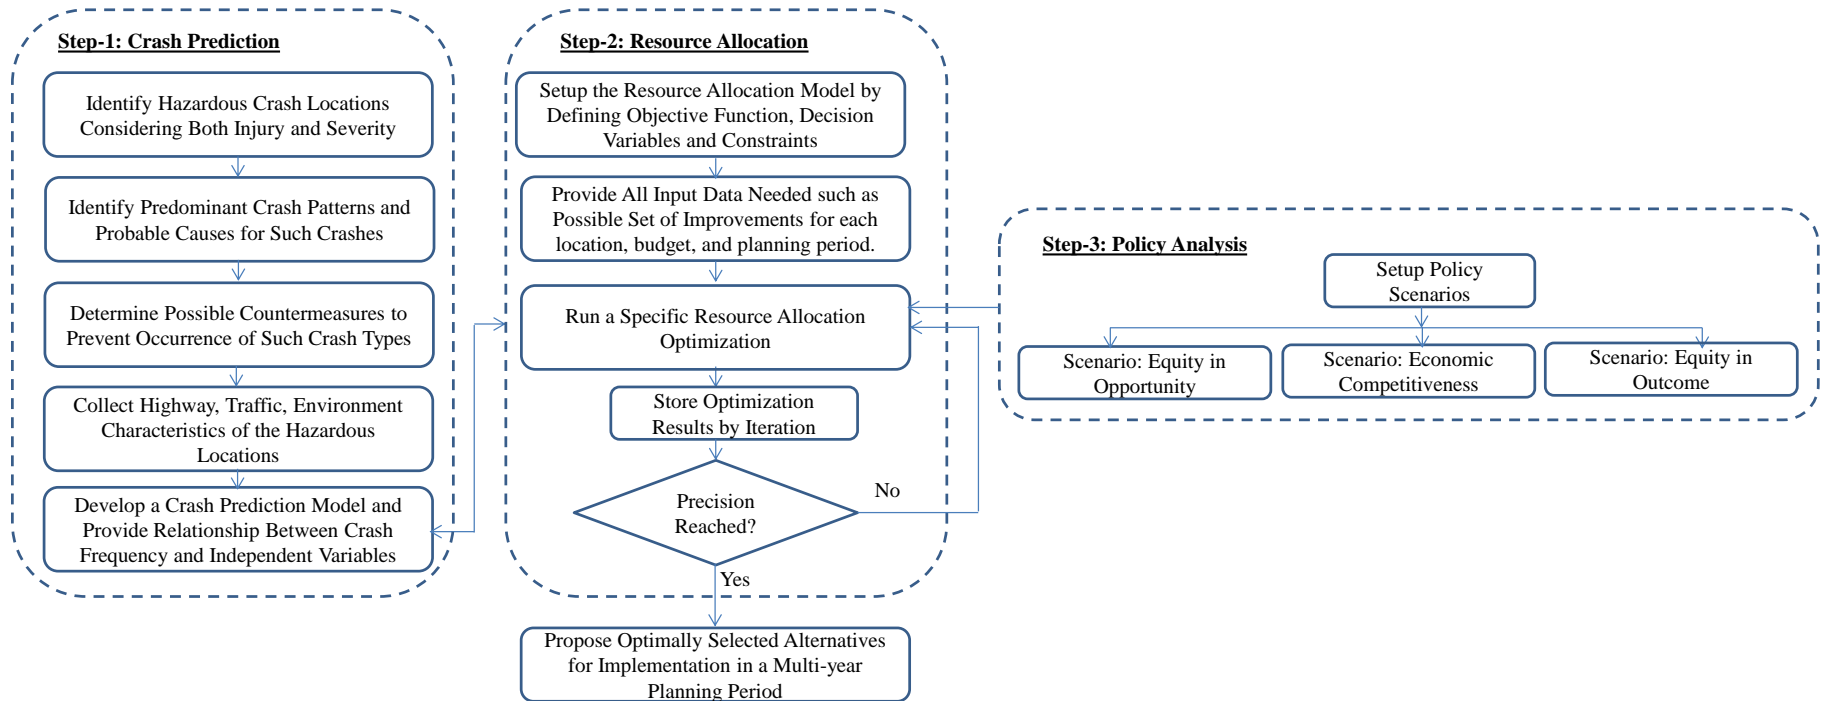 Step-1: Crash Prediction
Identify Hazardous Crash Locations
Considering Both Injury and Severity
Identify Predominant Crash Patterns and
Probable Causes for Such Crashes
Determine Possible Countermeasures to
Prevent Occurrence of Such Crash Types
Collect Highway, Traffic, Environment
Characteristics of the Hazardous
Locations
Develop a Crash Prediction Model and
Provide Relationship Between Crash
Frequency and Independent Variables
Step-2: Resource Allocation
Setup the Resource Allocation Model by
Defining Objective Function, Decision
Variables and Constraints
Provide All Input Data Needed such as
Possible Set of Improvements for each
location, budget, and planning period.
Run a Specific Resource Allocation
Optimization
Store Optimization
Results by Iteration
Precision
Reached?
No
Yes
Propose Optimally Selected Alternatives
for Implementation in a Multi-year
Planning Period
Step-3: Policy Analysis
Setup Policy
Scenarios
Scenario: Equity in
Opportunity
Scenario: Economic
Competitiveness
Scenario: Equity in
Outcome